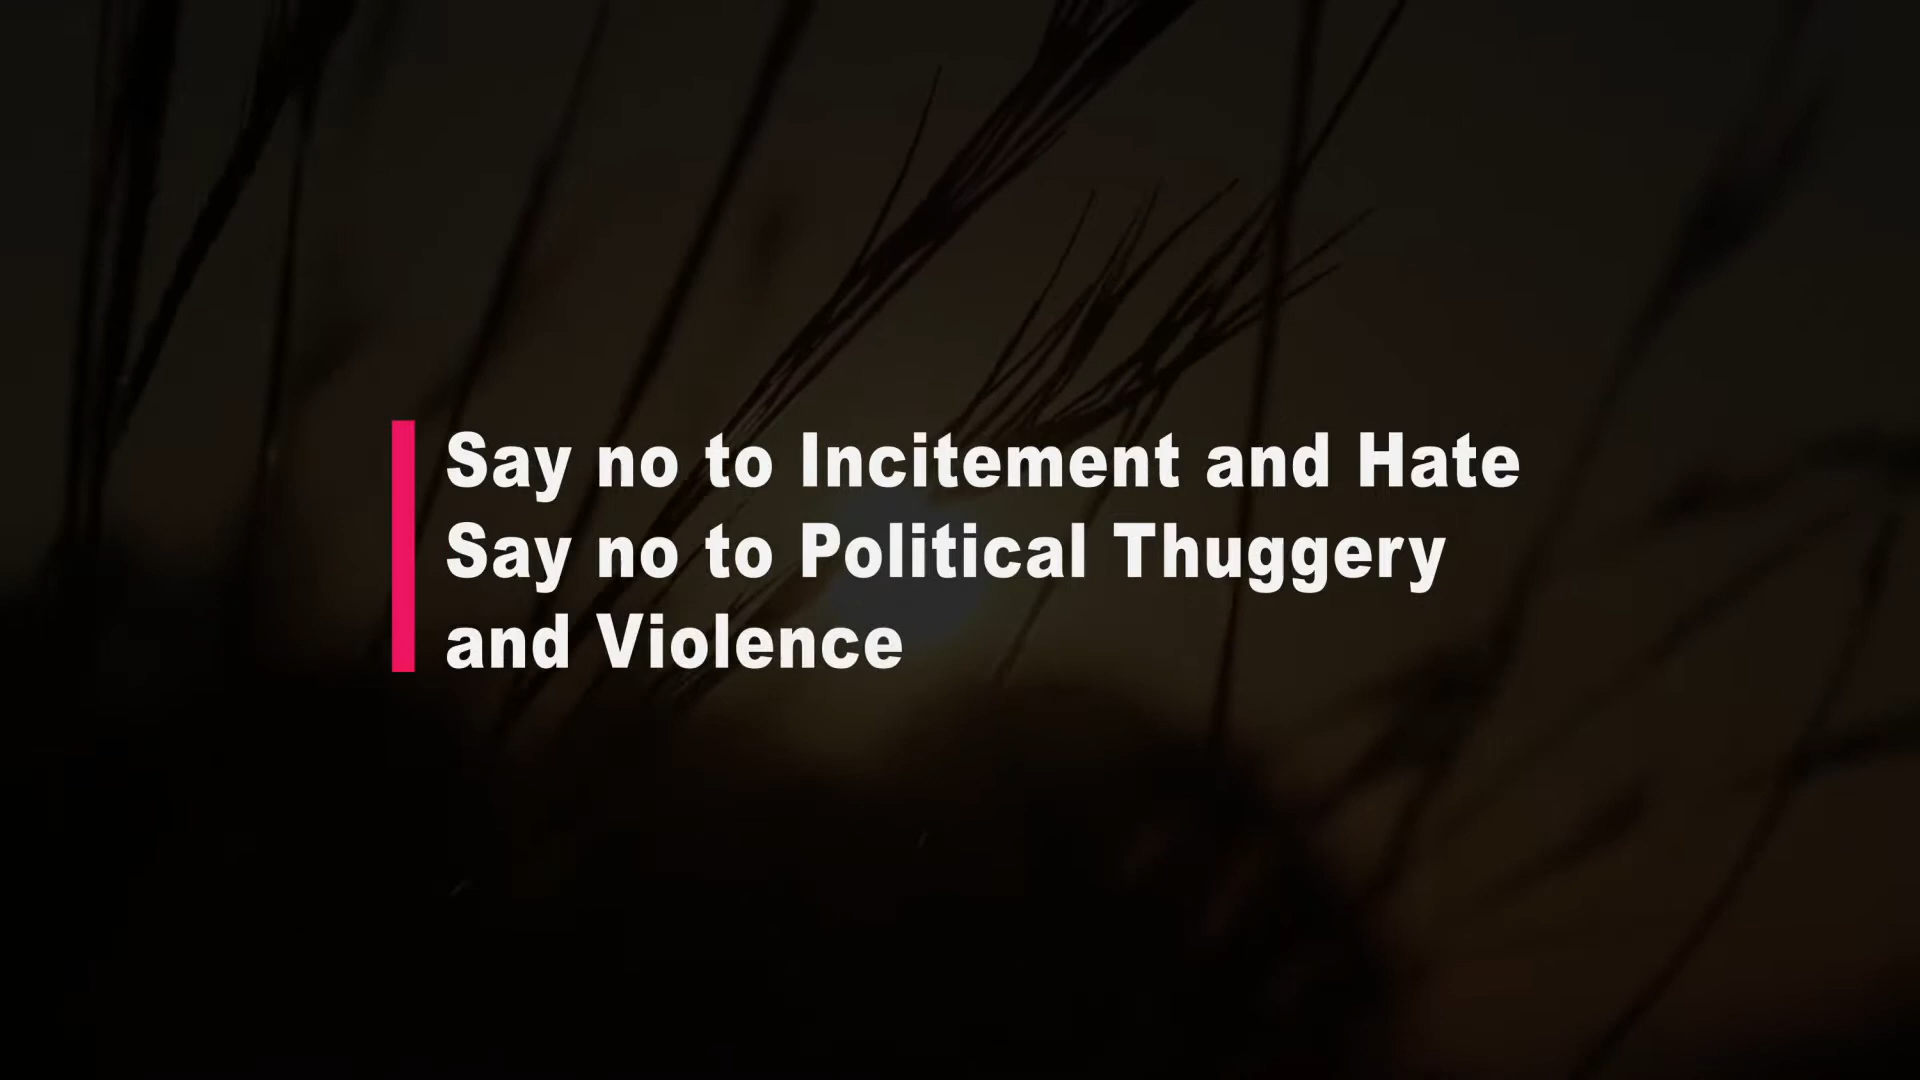 Say no to Incitement and Hate
Say no to Political Thuggery
and Violence